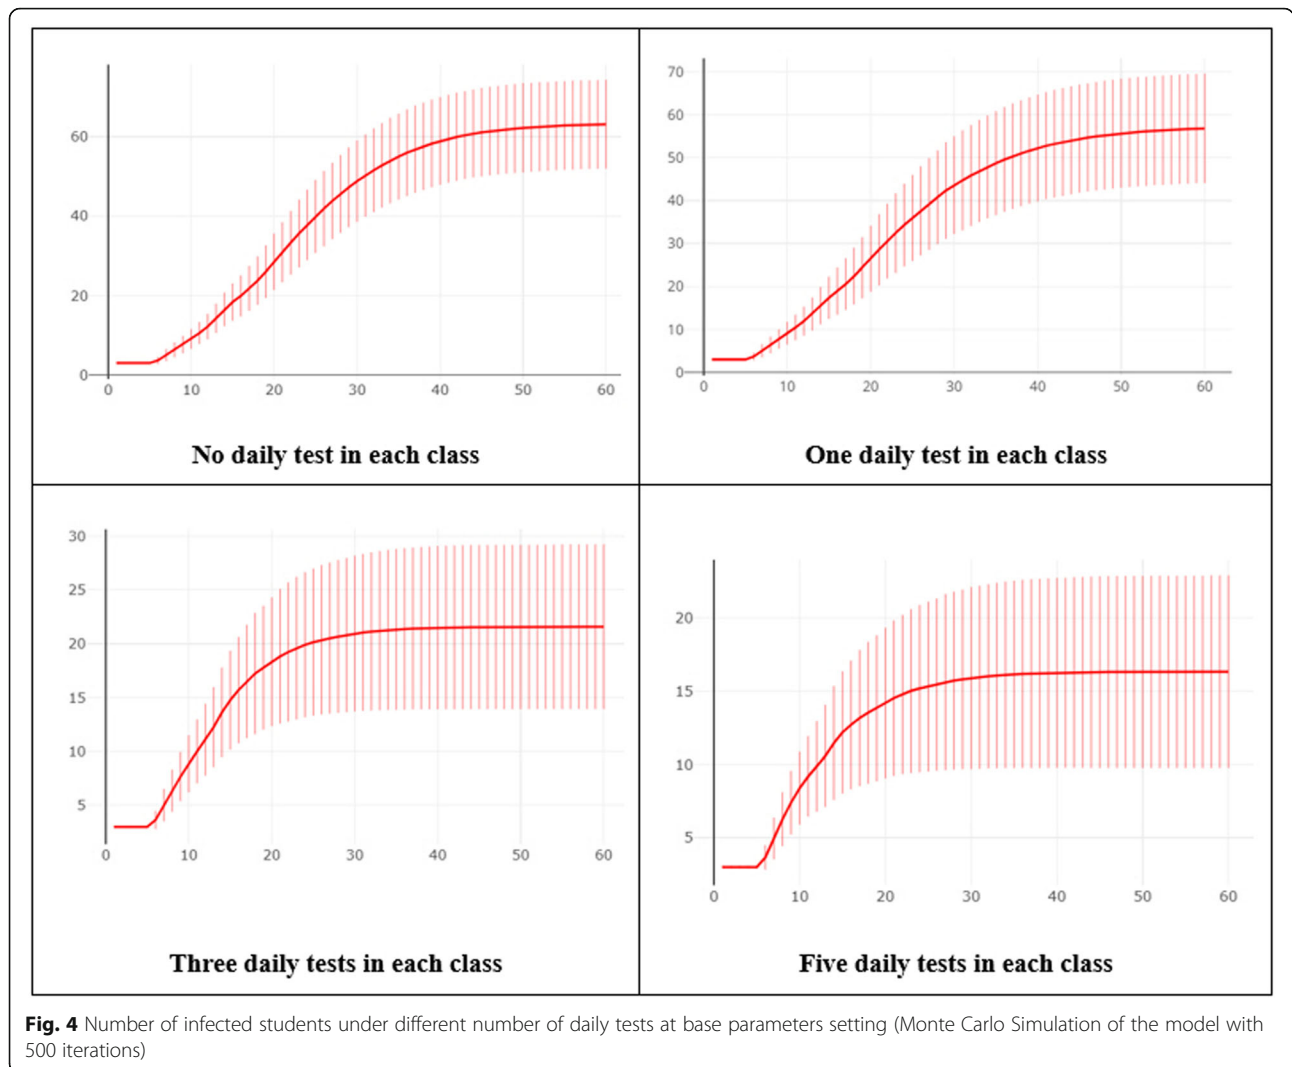 60
40
20
0
0 10 20 30 40 50 60
No daily test in each class
70
60
50
40
30
20
10
0
0 10 20 30 40 50 60
One daily test in each class
30
25
20
15
10
5
0 10 20 30 40 50 60
Three daily tests in each class
20
15
10
5
0 10 20 30 40 50 60
Five daily tests in each class
Fig. 4 Number of infected students under different number of daily tests at base parameters setting (Monte Carlo Simulation of the model with
500 iterations)